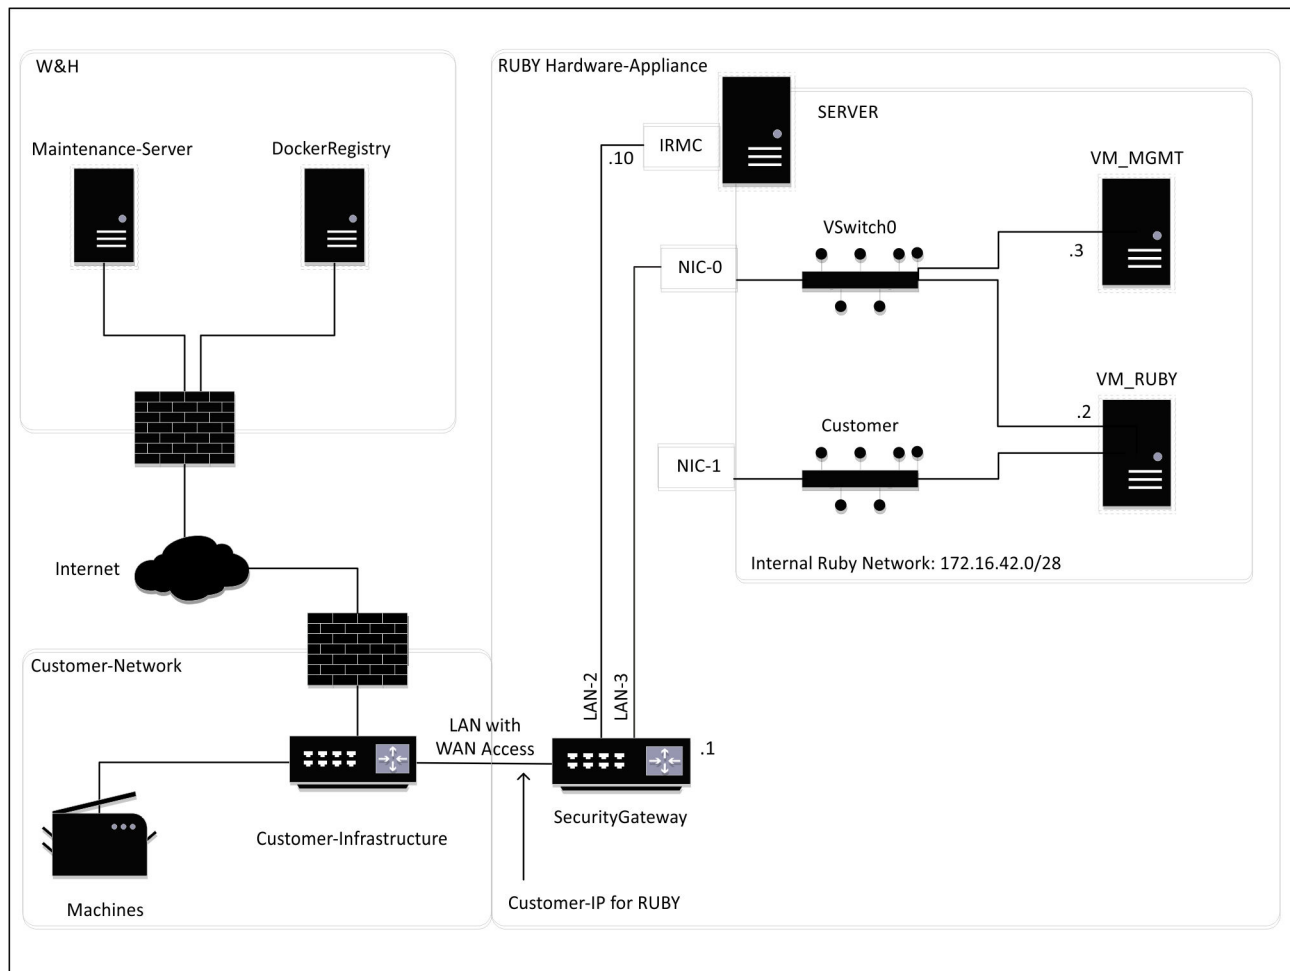 W&H
Maintenance-Server
DockerRegistry
Internet
Customer-Network
Machines
Customer-Infrastructure
LAN with
WAN Access
Customer-IP for RUBY
RUBY Hardware-Appliance
SERVER
IRMC
.10
VM_MGMT
VSwitch0
NIC-0
.3
VM_RUBY
.2
Customer
NIC-1
Internal Ruby Network: 172.16.42.0/28
LAN-2
LAN-3
.1
SecurityGateway